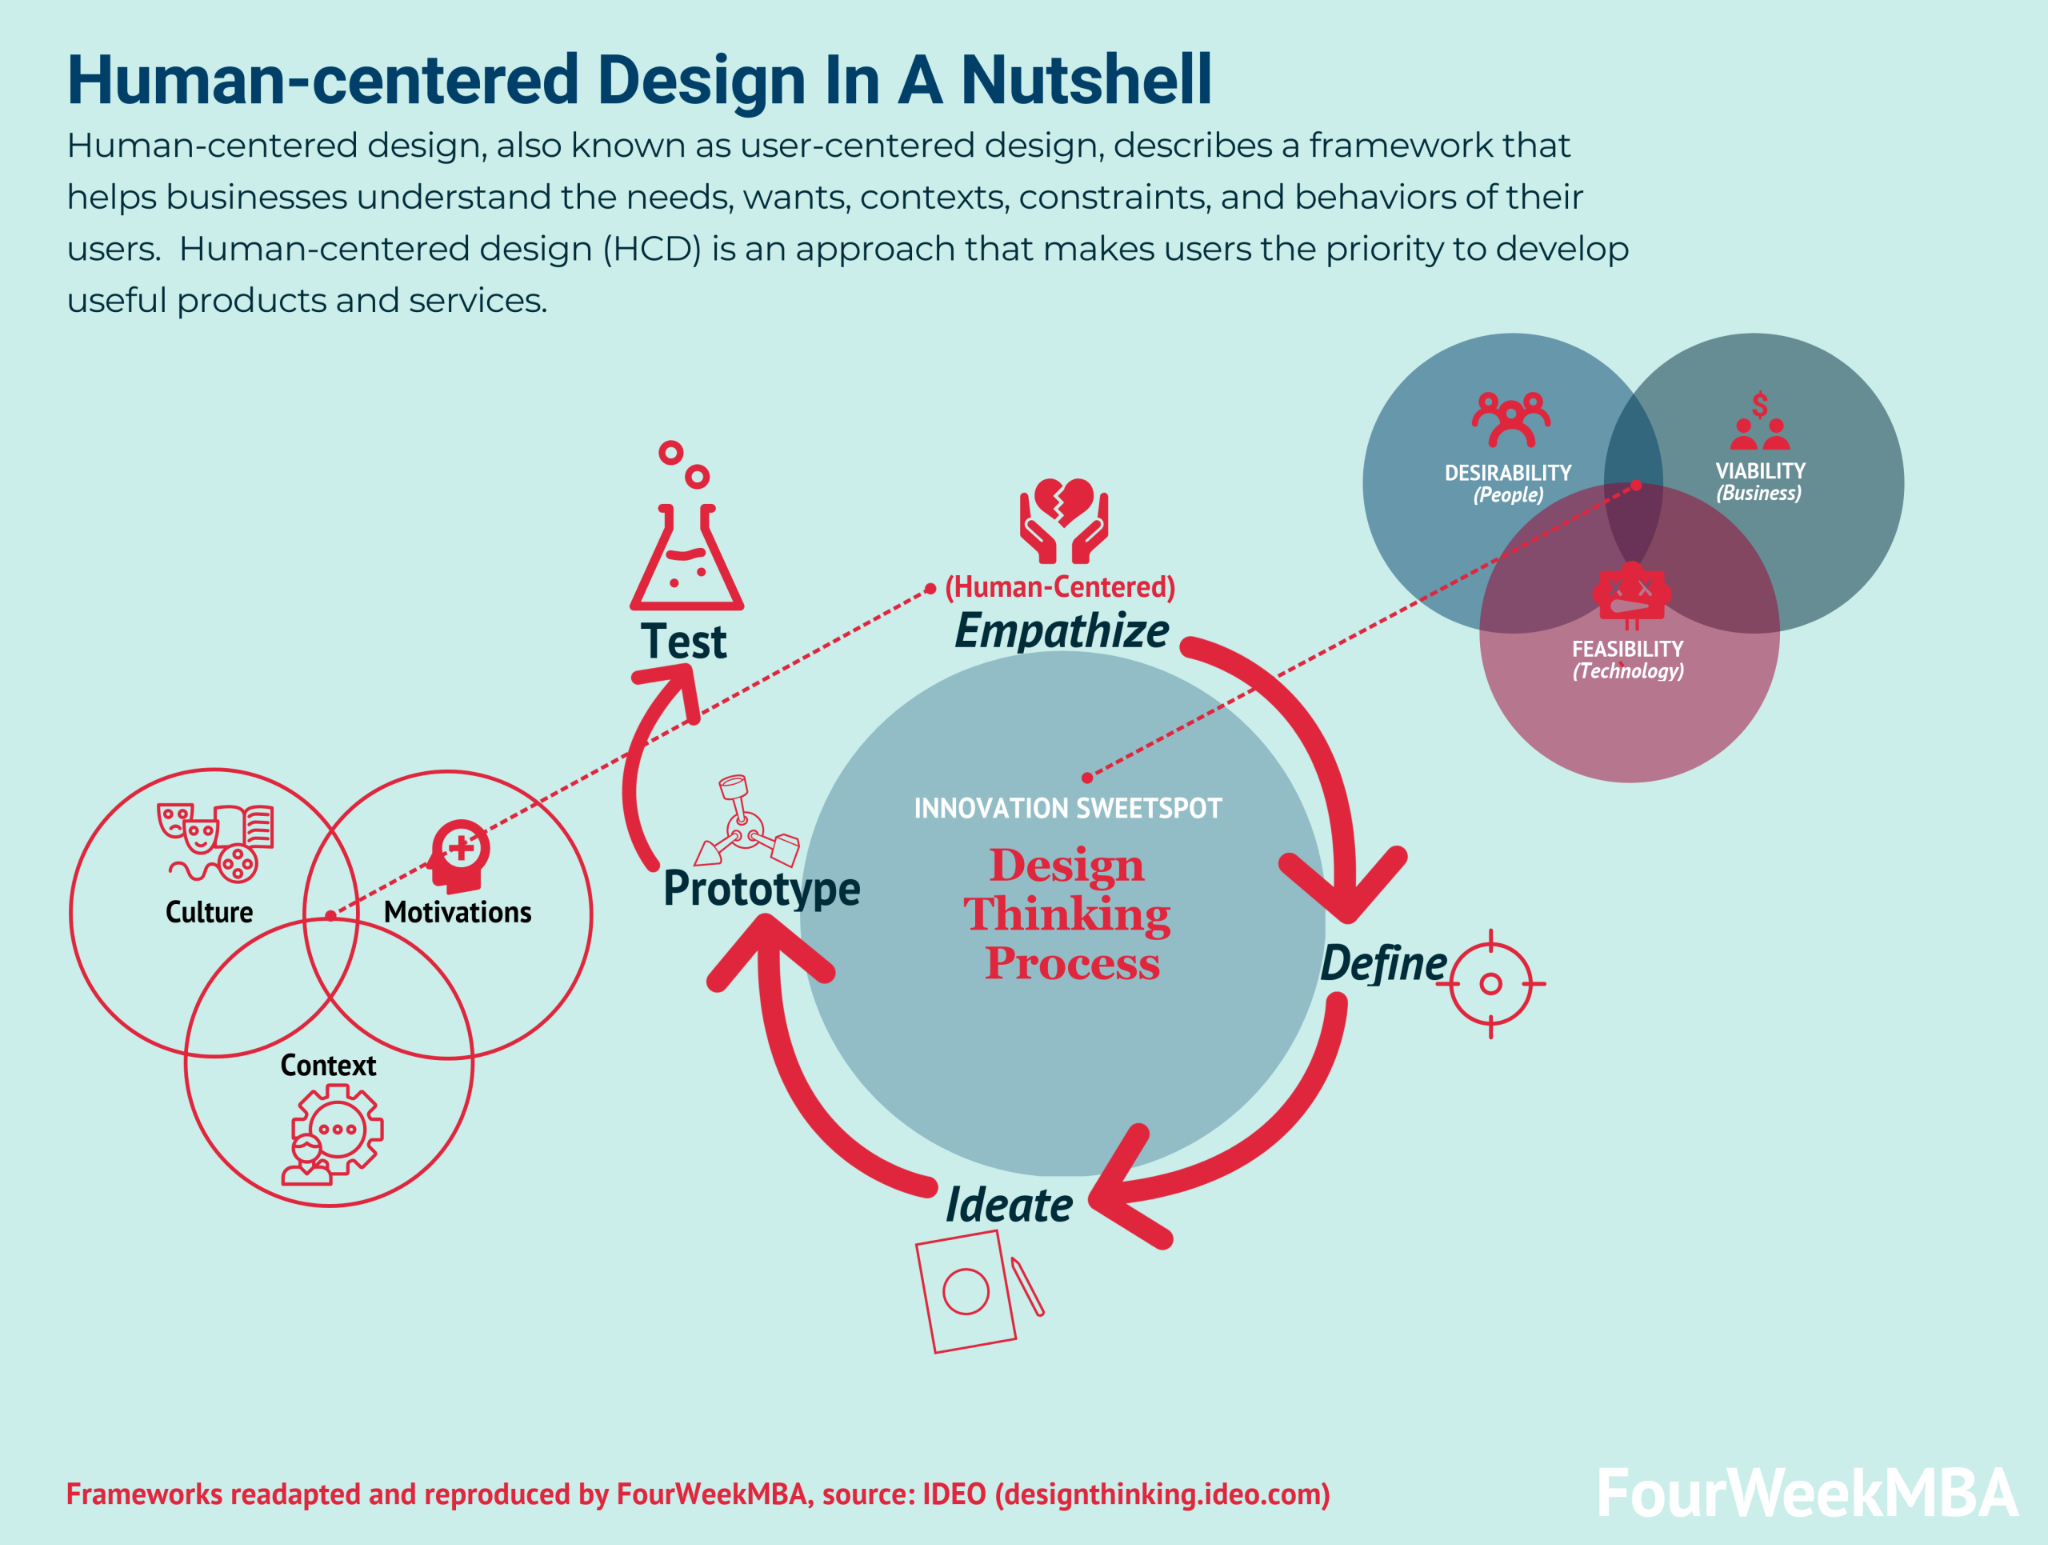 Human-centered Design In A Nutshell
Human-centered design, also known as user-centered design, describes a framework that
helps businesses understand the needs, wants, contexts, constraints, and behaviors of their
users.  Human-centered design (HCD) is an approach that makes users the priority to develop
useful products and services.
DESIRABILITY
(People)
VIABILITY
(Business)
FEASIBILITY
(Technology)
(Human-Centered)
Empathize
Test
Prototype
INNOVATION SWEETSPOT
Design
Thinking
Process
Define
Ideate
Culture
Motivations
Context
Frameworks readapted and reproduced by FourWeekMBA, source: IDEO (designthinking.ideo.com)
FourWeekMBA